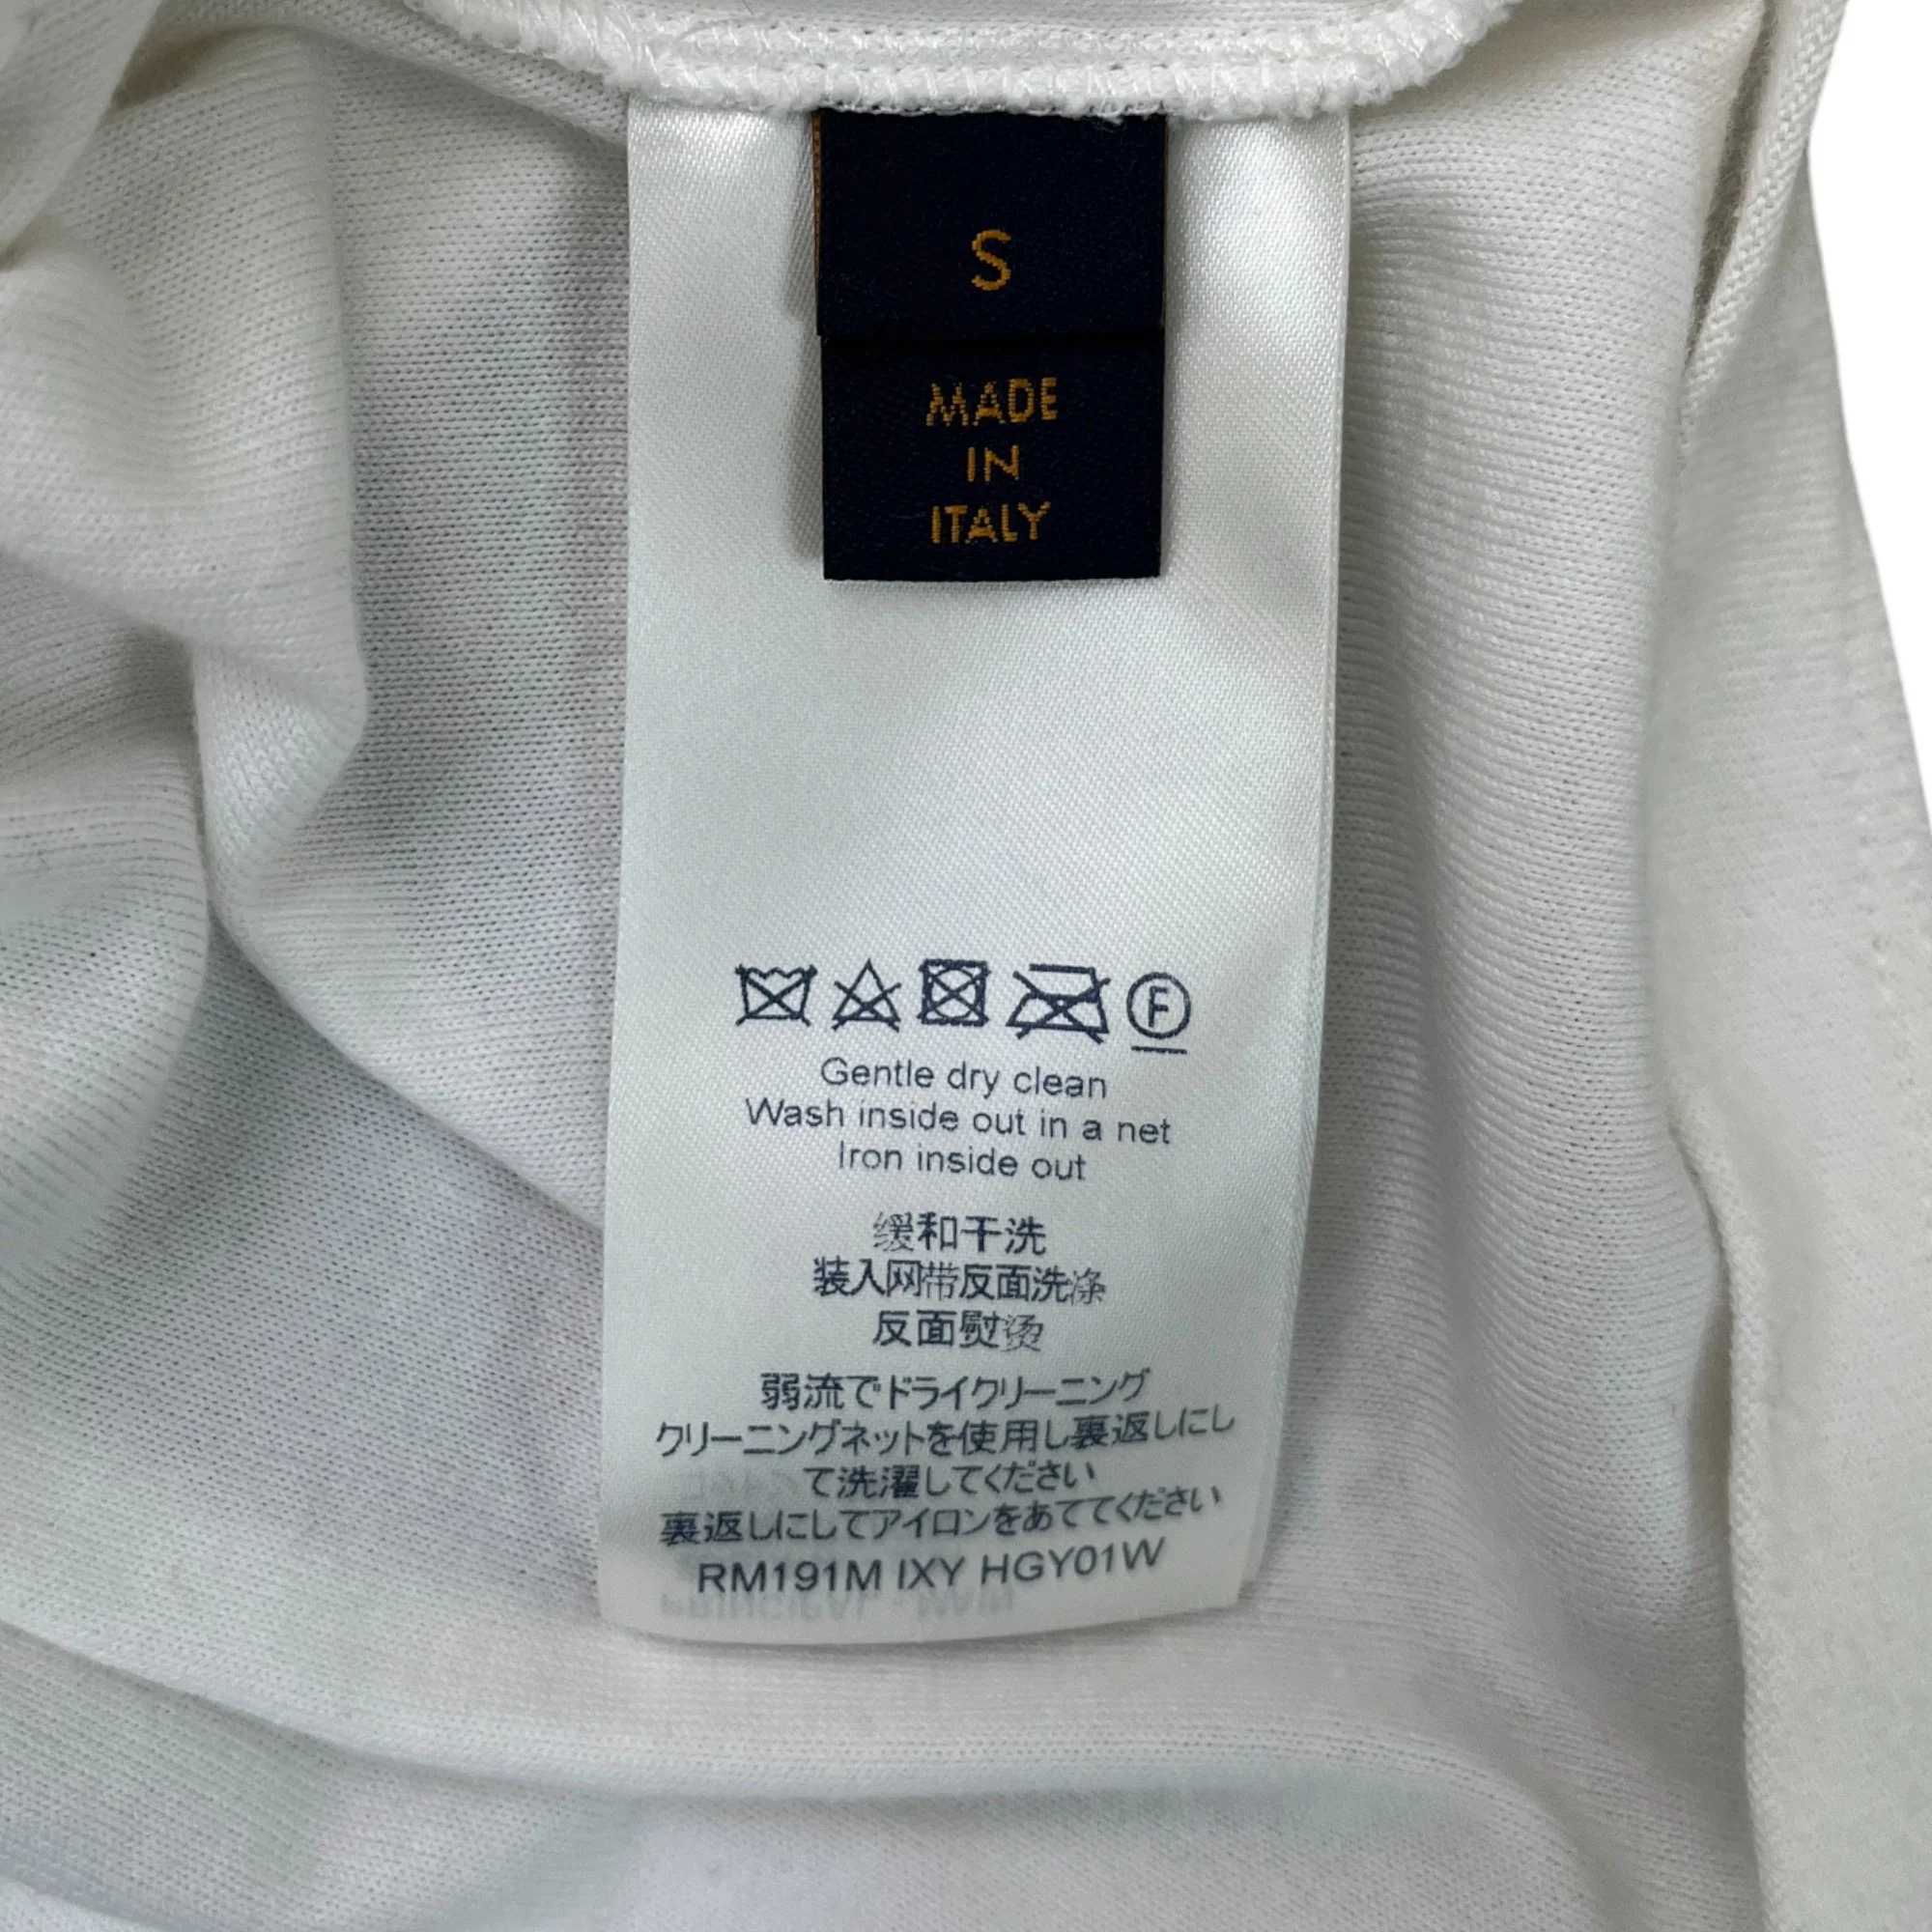 S
MADE
IN
ITALY
F
Gentle dry clean
Wash inside out in a net
Iron inside out
缓和干洗
装入网带反面洗涤
反面熨烫
弱流でドライクリーニング
クリーニングネットを使用し裏返しにし
て洗濯してください
裏返しにしてアイロンをあててください
RM191M IXY HGY01W